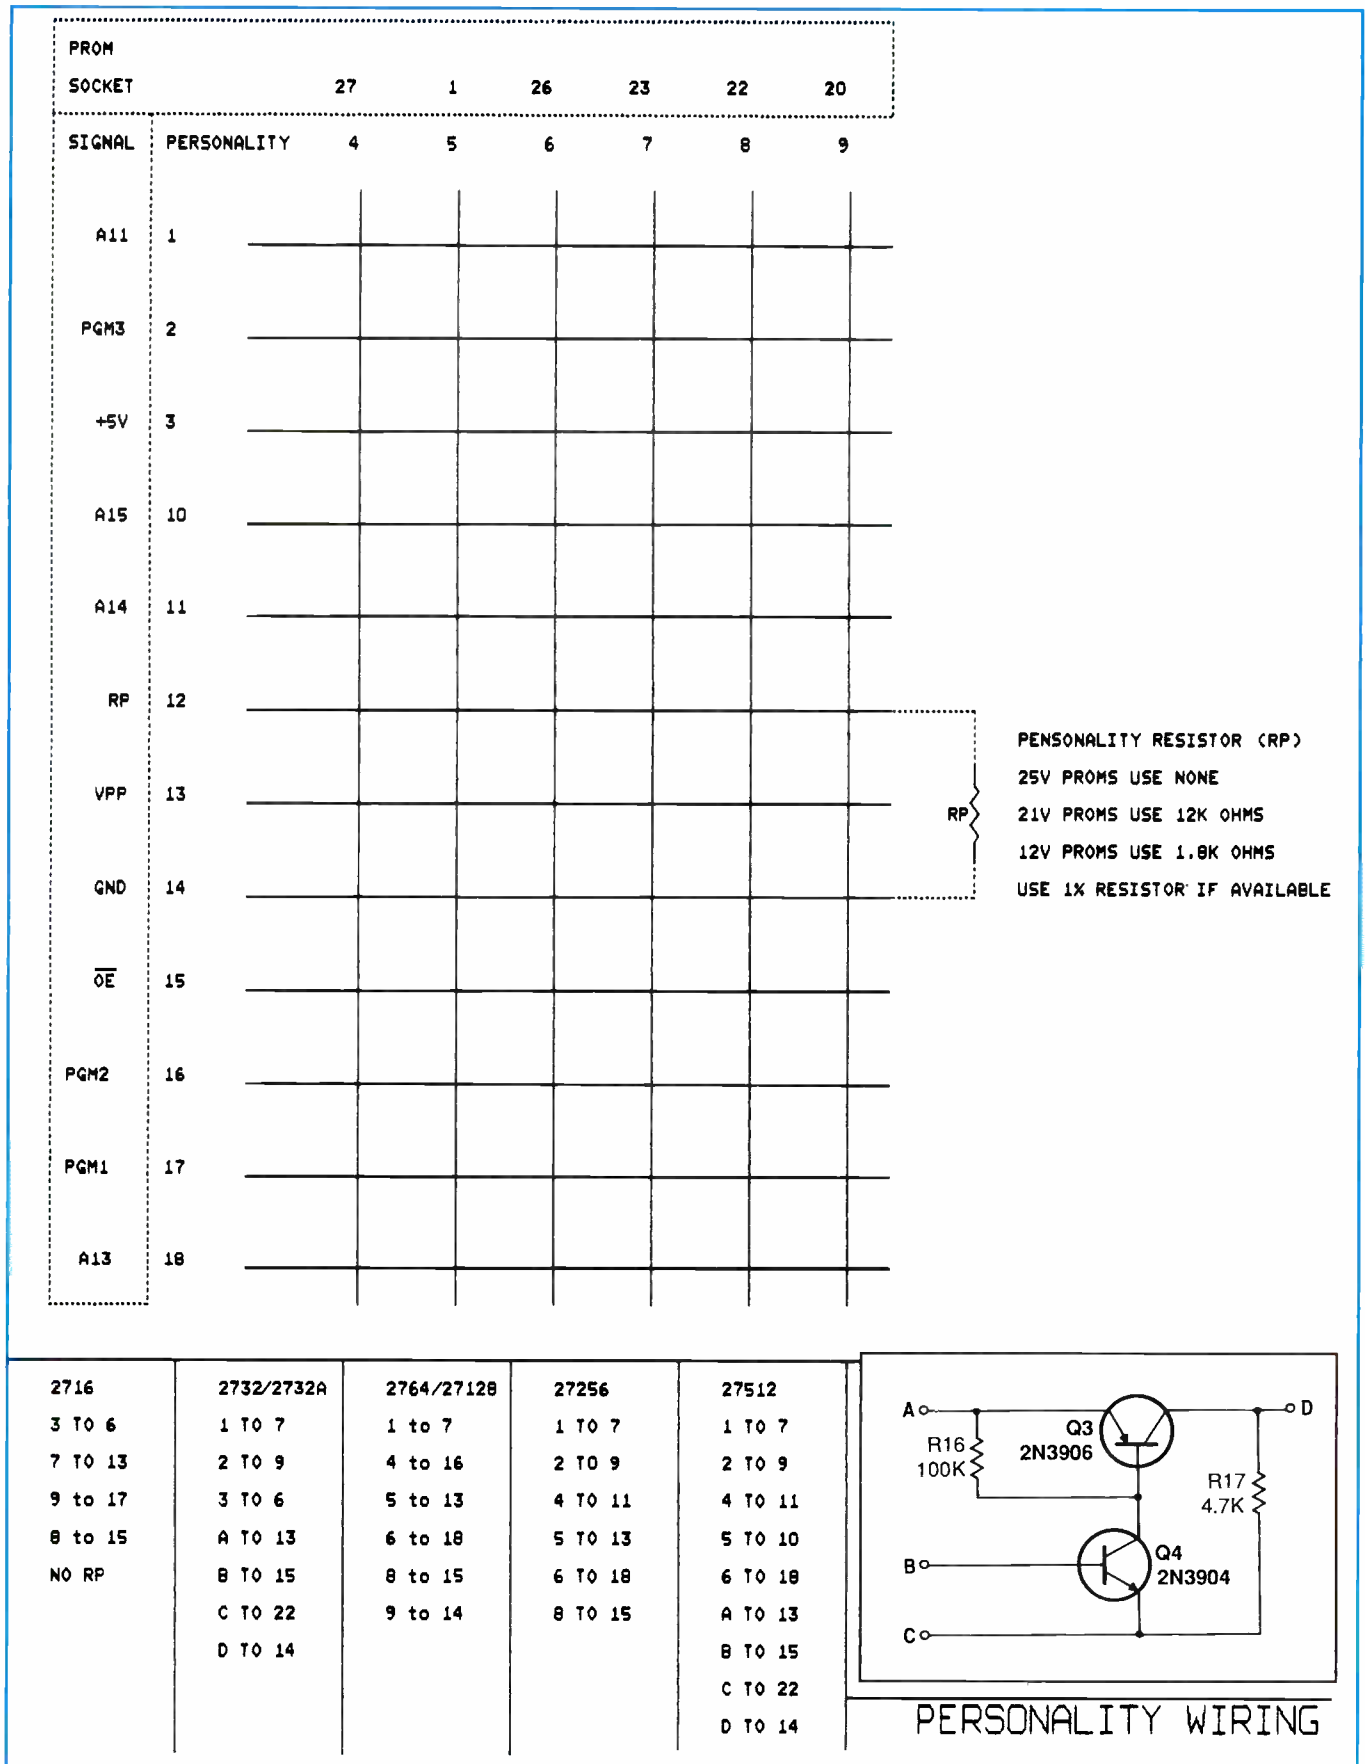 PROM
SOCKET 27 1 26 23 22 20
SIGNAL PERSONALITY 4 5 6 7 8 9
A11 1
PGM3 2
+5V 3
A15 10
A14 11
RP 12
VPP 13
GND 14
OE 15
PGM2 16
PGM1 17
A13 18
RP
PENSONALITY RESISTOR (RP)
25V PROMS USE NONE
21V PROMS USE 12K OHMS
12V PROMS USE 1.8K OHMS
USE 1% RESISTOR IF AVAILABLE
2716
3 TO 6
7 TO 13
9 to 17
8 to 15
NO RP
2732/2732A
1 TO 7
2 TO 9
3 TO 6
A TO 13
B TO 15
C TO 22
D TO 14
2764/27128
1 to 7
4 to 16
5 to 13
6 to 18
8 to 15
9 to 14
27256
1 TO 7
2 TO 9
4 TO 11
5 TO 13
6 TO 18
8 TO 15
27512
1 TO 7
2 TO 9
4 TO 11
5 TO 10
6 TO 18
A TO 13
B TO 15
C TO 22
D TO 14
A
D
R16
100K
Q3
2N3906
R17
4.7K
B
Q4
2N3904
C
PERSONALITY WIRING